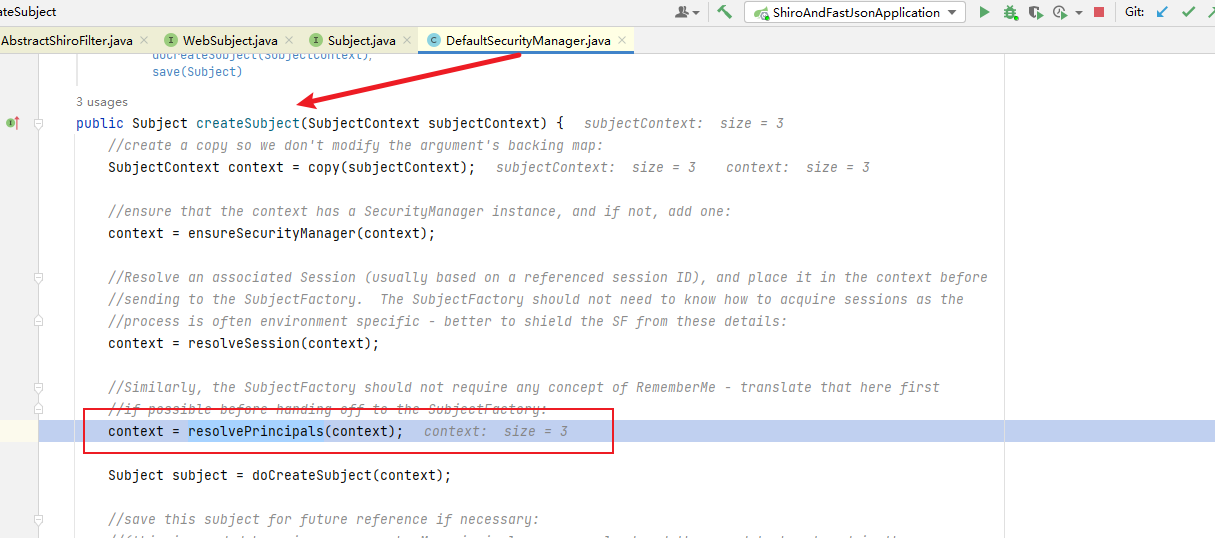 ateSubject
ShiroAndFastJsonApplication
Git:
AbstractShiroFilter.java
WebSubject.java
Subject.java
DefaultSecurityManager.java
doCreateSubject(SubjectContext),
save(Subject)
3 usages
public Subject createSubject(SubjectContext subjectContext) { subjectContext: size = 3
//create a copy so we don't modify the argument's backing map:
SubjectContext context = copy(subjectContext); subjectContext: size = 3 context: size = 3
//ensure that the context has a SecurityManager instance, and if not, add one:
context = ensureSecurityManager(context);
//Resolve an associated Session (usually based on a referenced session ID), and place it in the context before
//sending to the SubjectFactory. The SubjectFactory should not need to know how to acquire sessions as the
//process is often environment specific - better to shield the SF from these details:
context = resolveSession(context);
//Similarly, the SubjectFactory should not require any concept of RememberMe - translate that here first
//if possible before handing off to the SubjectFactory:
context = resolvePrincipals(context); context: size = 3
Subject subject = doCreateSubject(context);
//save this subject for future reference if necessary: